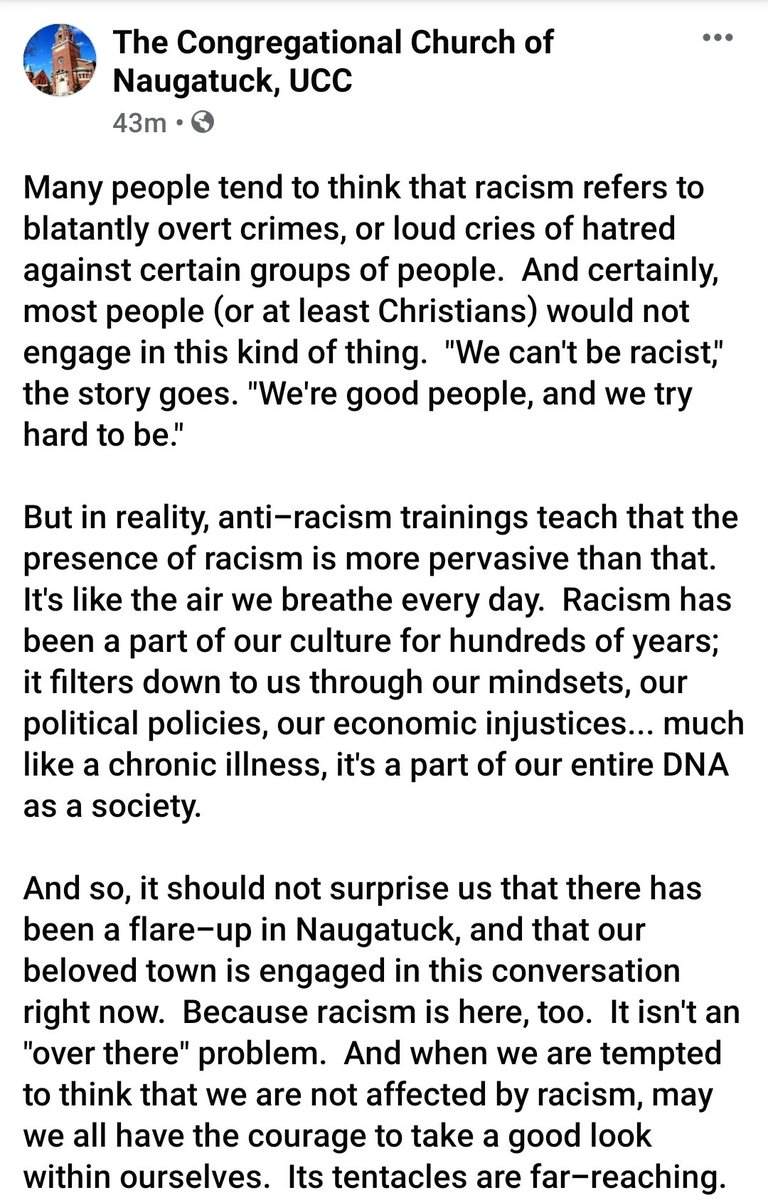 The Congregational Church of
Naugatuck, UCC
43m •
Many people tend to think that racism refers to
blatantly overt crimes, or loud cries of hatred
against certain groups of people.  And certainly,
most people (or at least Christians) would not
engage in this kind of thing.  "We can't be racist,"
the story goes. "We're good people, and we try
hard to be."
But in reality, anti–racism trainings teach that the
presence of racism is more pervasive than that.
It's like the air we breathe every day.  Racism has
been a part of our culture for hundreds of years;
it filters down to us through our mindsets, our
political policies, our economic injustices... much
like a chronic illness, it's a part of our entire DNA
as a society.
And so, it should not surprise us that there has
been a flare–up in Naugatuck, and that our
beloved town is engaged in this conversation
right now.  Because racism is here, too.  It isn't an
"over there" problem.  And when we are tempted
to think that we are not affected by racism, may
we all have the courage to take a good look
within ourselves.  Its tentacles are far–reaching.